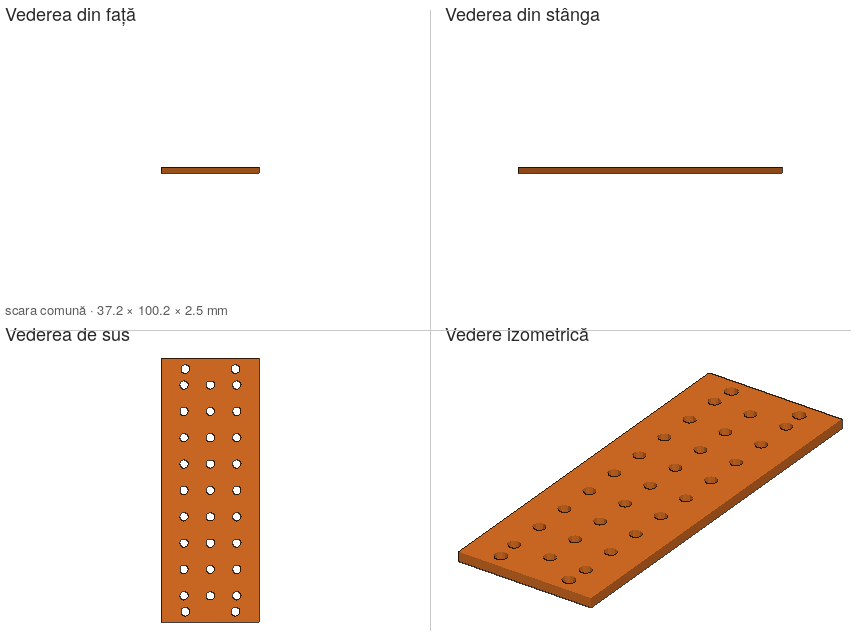 Vederea din față
Vederea din stânga
scara comună · 37.2 × 100.2 × 2.5 mm
Vederea de sus
Vedere izometrică